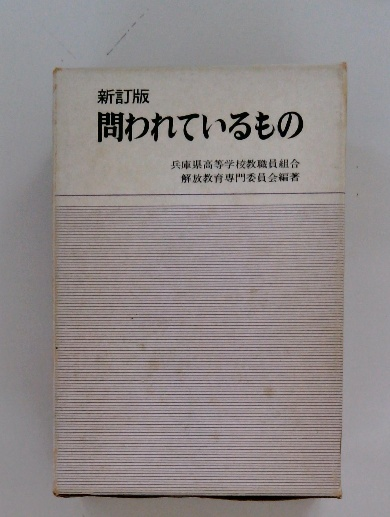 新訂版
問われているもの
兵庫県高等学校教職員組合
解放教育専門委員会編著